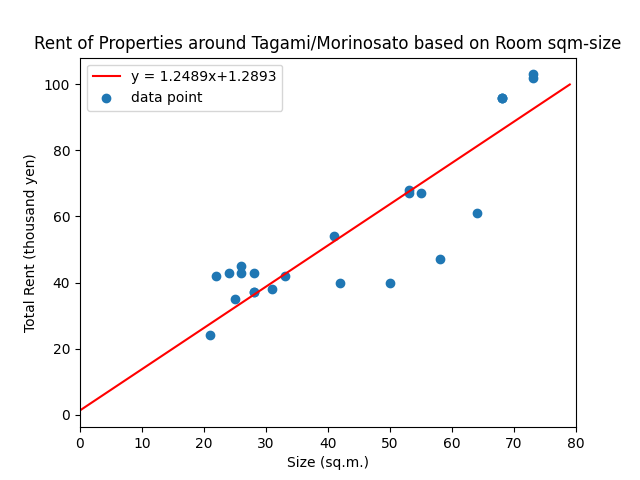 Rent of Properties around Tagami/Morinosato based on Room sqm-size
y = 1.2489x+1.2893
data point
100
80
60
40
20
0
Total Rent (thousand yen)
0 10 20 30 40 50 60 70 80
Size (sq.m.)